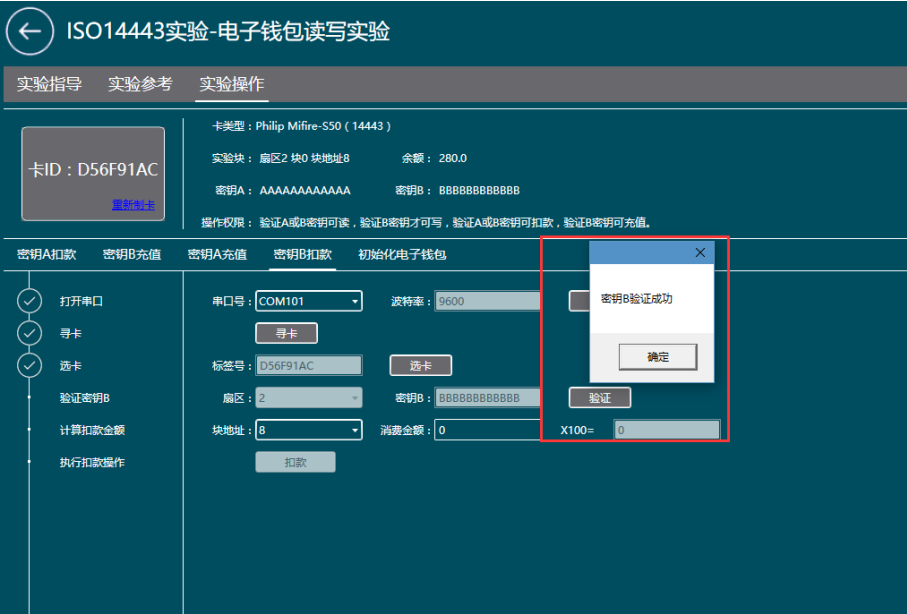 ISO14443实验-电子钱包读写实验
实验指导 实验参考 实验操作
卡类型：Philip Mifire-S50 ( 14443 )
实验块： 扇区2 块0 块地址8 余额： 280.0
卡ID：D56F91AC
重新制卡
密钥A： AAAAAAAAAAAA 密钥B： BBBBBBBBBBBB
操作权限： 验证A或B密钥可读，验证B密钥才可写，验证A或B密钥可扣款，验证B密钥可充值。
密钥A扣款 密钥B充值 密钥A充值 密钥B扣款 初始化电子钱包
打开串口 串口号：COM101 波特率：9600
密钥B验证成功
确定
寻卡 寻卡
选卡 标签号：D56F91AC 选卡
验证密钥B 扇区：2 密钥B：BBBBBBBBBBBB 验证
计算扣款金额 块地址：8 消费金额：0 X100= 0
执行扣款操作 扣款